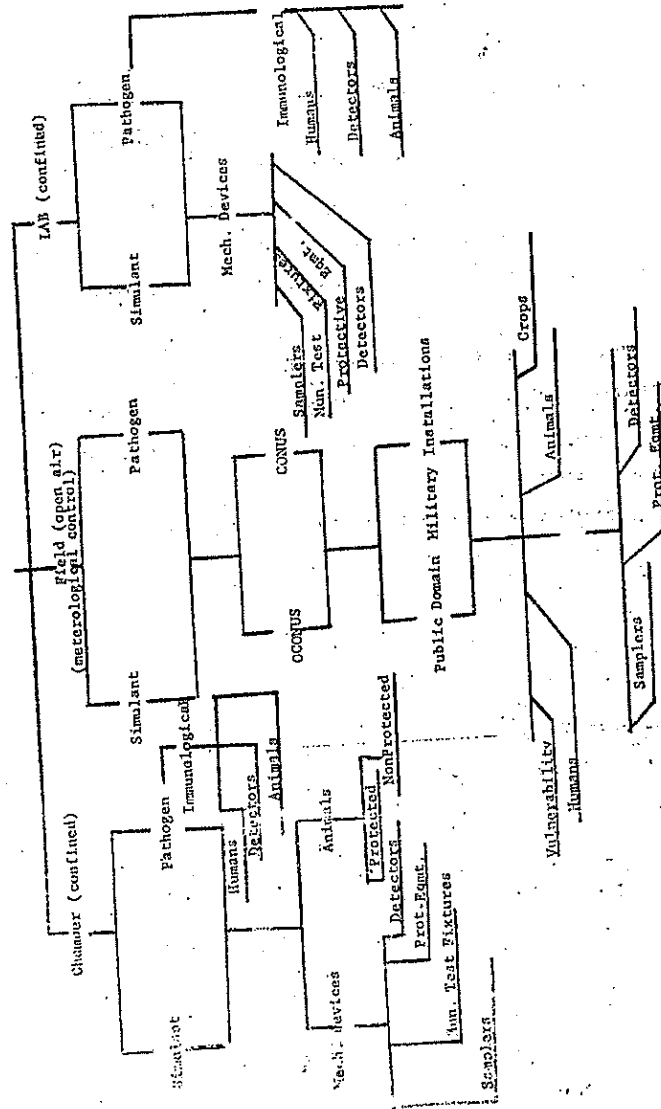 Chamber (confined)
Simulant
Pathogen
Immunological
Humans
Detectors
Animals
Mech. Devices
Animals
Protected
NonProtected
Detectors
Prot. Eqmt.
Mun. Test Fixtures
Samplers
Field (open air)
(meterological control)
Simulant
Pathogen
OCONUS
CONUS
Public Domain
Military Installations
Vulnerability
Humans
Animals
Crops
Samplers
Prot. Eqmt.
Detectors
LAB (confined)
Simulant
Pathogen
Mech. Devices
Samplers
Mun. Test Fixtures
Protective Eqmt.
Detectors
Immunological
Humans
Detectors
Animals